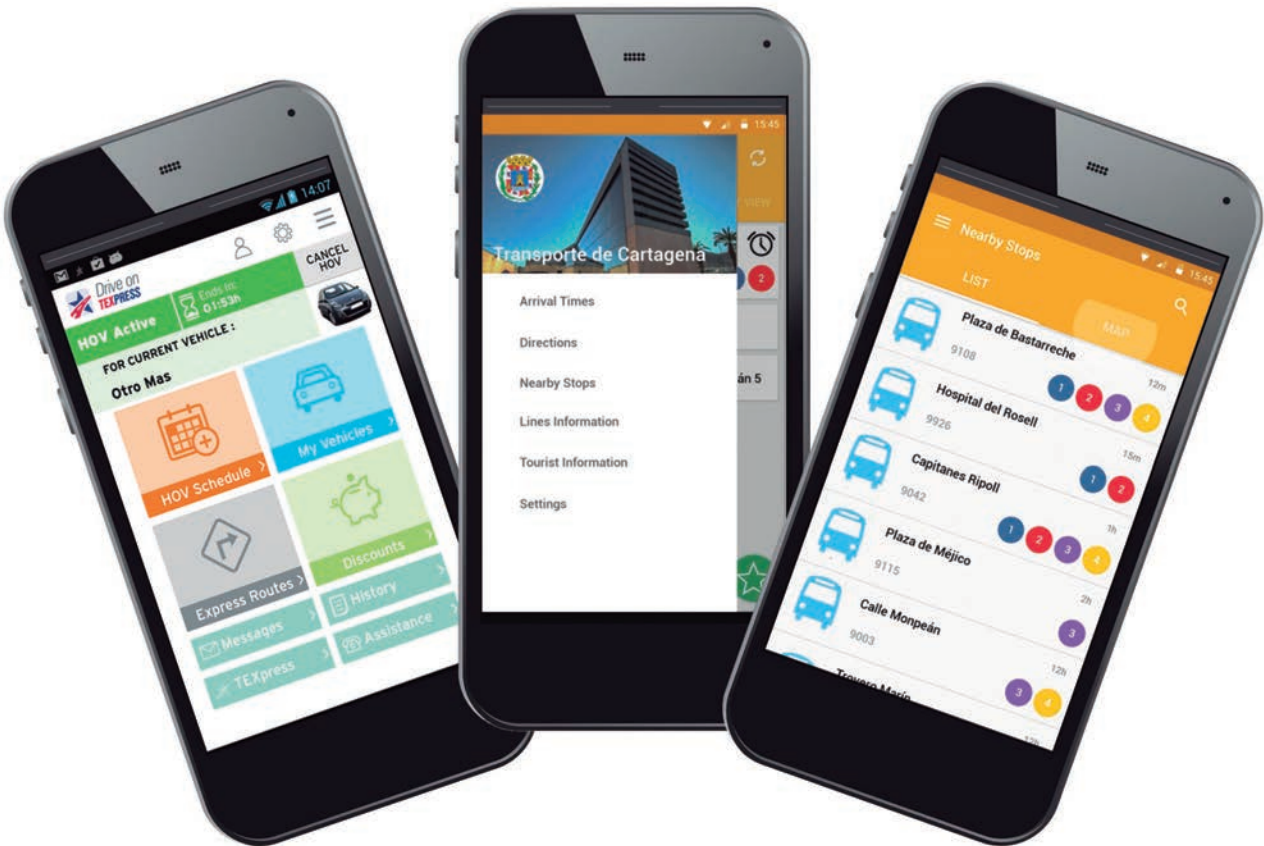 14:07
Drive on
TEXPRESS
HOV Active
Ends in:
01:53h
CANCEL
HOV
FOR CURRENT VEHICLE :
Otro Mas
HOV Schedule >
My Vehicles >
Express Routes >
Discounts >
Messages >
History >
TEXpress >
Assistance >
15:45
VIEW
Transporte de Cartagena
2
Arrival Times
Directions
Nearby Stops
án 5
Lines Information
Tourist Information
Settings
15:45
Nearby Stops
LIST
MAP
Plaza de Bastarreche
12m
9108
1 2 3 4
Hospital del Rosell
15m
9926
1 2
Capitanes Ripoll
1h
9042
1 2 3 4
Plaza de Méjico
2h
9115
3
Calle Monpeán
12h
9003
3 4
Trovero Marín